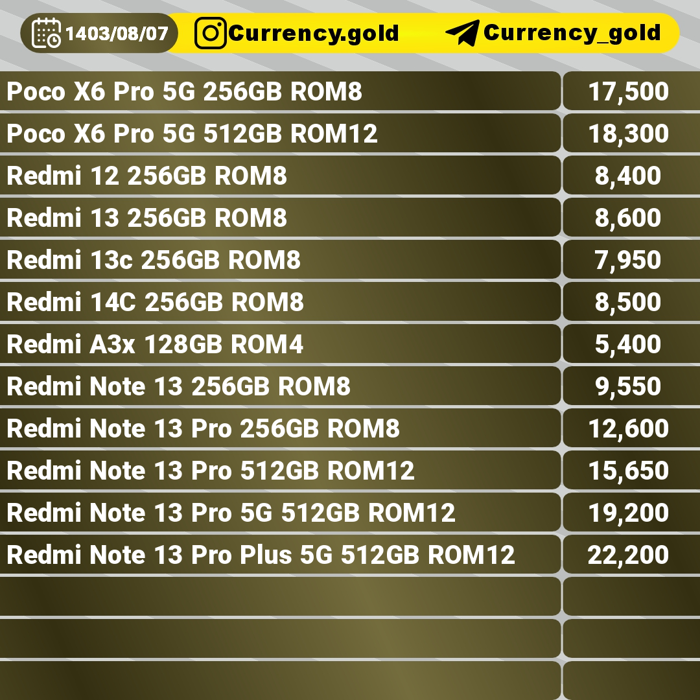 1403/08/07 Currency.gold Currency_gold
Poco X6 Pro 5G 256GB ROM8 17,500
Poco X6 Pro 5G 512GB ROM12 18,300
Redmi 12 256GB ROM8 8,400
Redmi 13 256GB ROM8 8,600
Redmi 13c 256GB ROM8 7,950
Redmi 14C 256GB ROM8 8,500
Redmi A3x 128GB ROM4 5,400
Redmi Note 13 256GB ROM8 9,550
Redmi Note 13 Pro 256GB ROM8 12,600
Redmi Note 13 Pro 512GB ROM12 15,650
Redmi Note 13 Pro 5G 512GB ROM12 19,200
Redmi Note 13 Pro Plus 5G 512GB ROM12 22,200